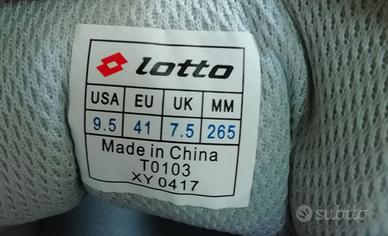 lotto
USA EU UK MM
9.5 41 7.5 265
Made in China
T0103
XY 0417
subito